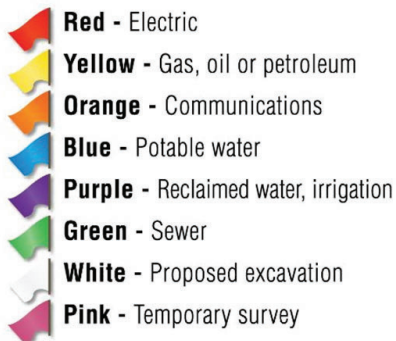 Red - Electric
Yellow - Gas, oil or petroleum
Orange - Communications
Blue - Potable water
Purple - Reclaimed water, irrigation
Green - Sewer
White - Proposed excavation
Pink - Temporary survey